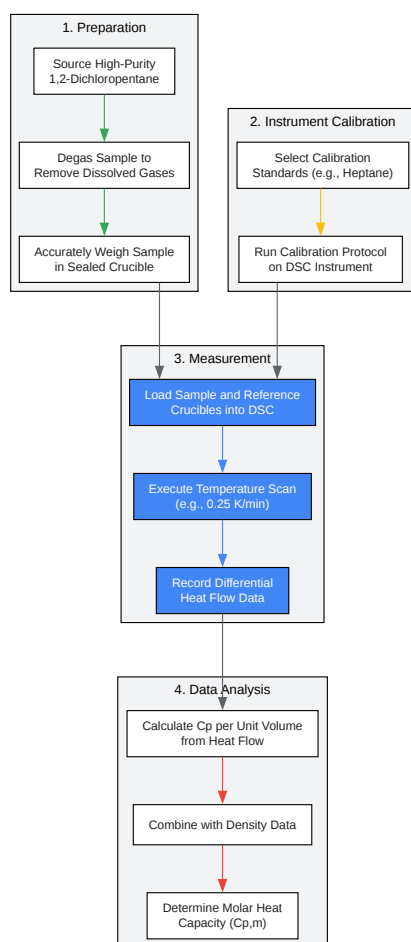 1. Preparation
Source High-Purity
1,2-Dichloropentane
Degas Sample to
Remove Dissolved Gases
Accurately Weigh Sample
in Sealed Crucible
2. Instrument Calibration
Select Calibration
Standards (e.g., Heptane)
Run Calibration Protocol
on DSC Instrument
3. Measurement
Load Sample and Reference
Crucibles into DSC
Execute Temperature Scan
(e.g., 0.25 K/min)
Record Differential
Heat Flow Data
4. Data Analysis
Calculate Cp per Unit Volume
from Heat Flow
Combine with Density Data
Determine Molar Heat
Capacity (Cp,m)